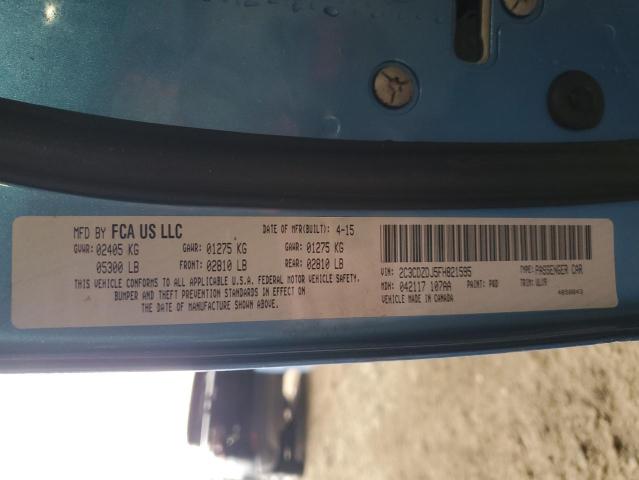 MFD BY FCA US LLC
DATE OF MFR(BUILT): 4-15
GVWR: 02405 KG GAWR: 01275 KG GAWR: 01275 KG
05300 LB FRONT: 02810 LB REAR: 02810 LB
THIS VEHICLE CONFORMS TO ALL APPLICABLE U.S.A. FEDERAL MOTOR VEHICLE SAFETY,
BUMPER AND THEFT PREVENTION STANDARDS IN EFFECT ON
THE DATE OF MANUFACTURE SHOWN ABOVE.
VIN: 2C3CDZDJ5FH821595 TYPE: PASSENGER CAR
MDH: 042117 107AA PAINT: PQD TRIM:
VEHICLE MADE IN CANADA